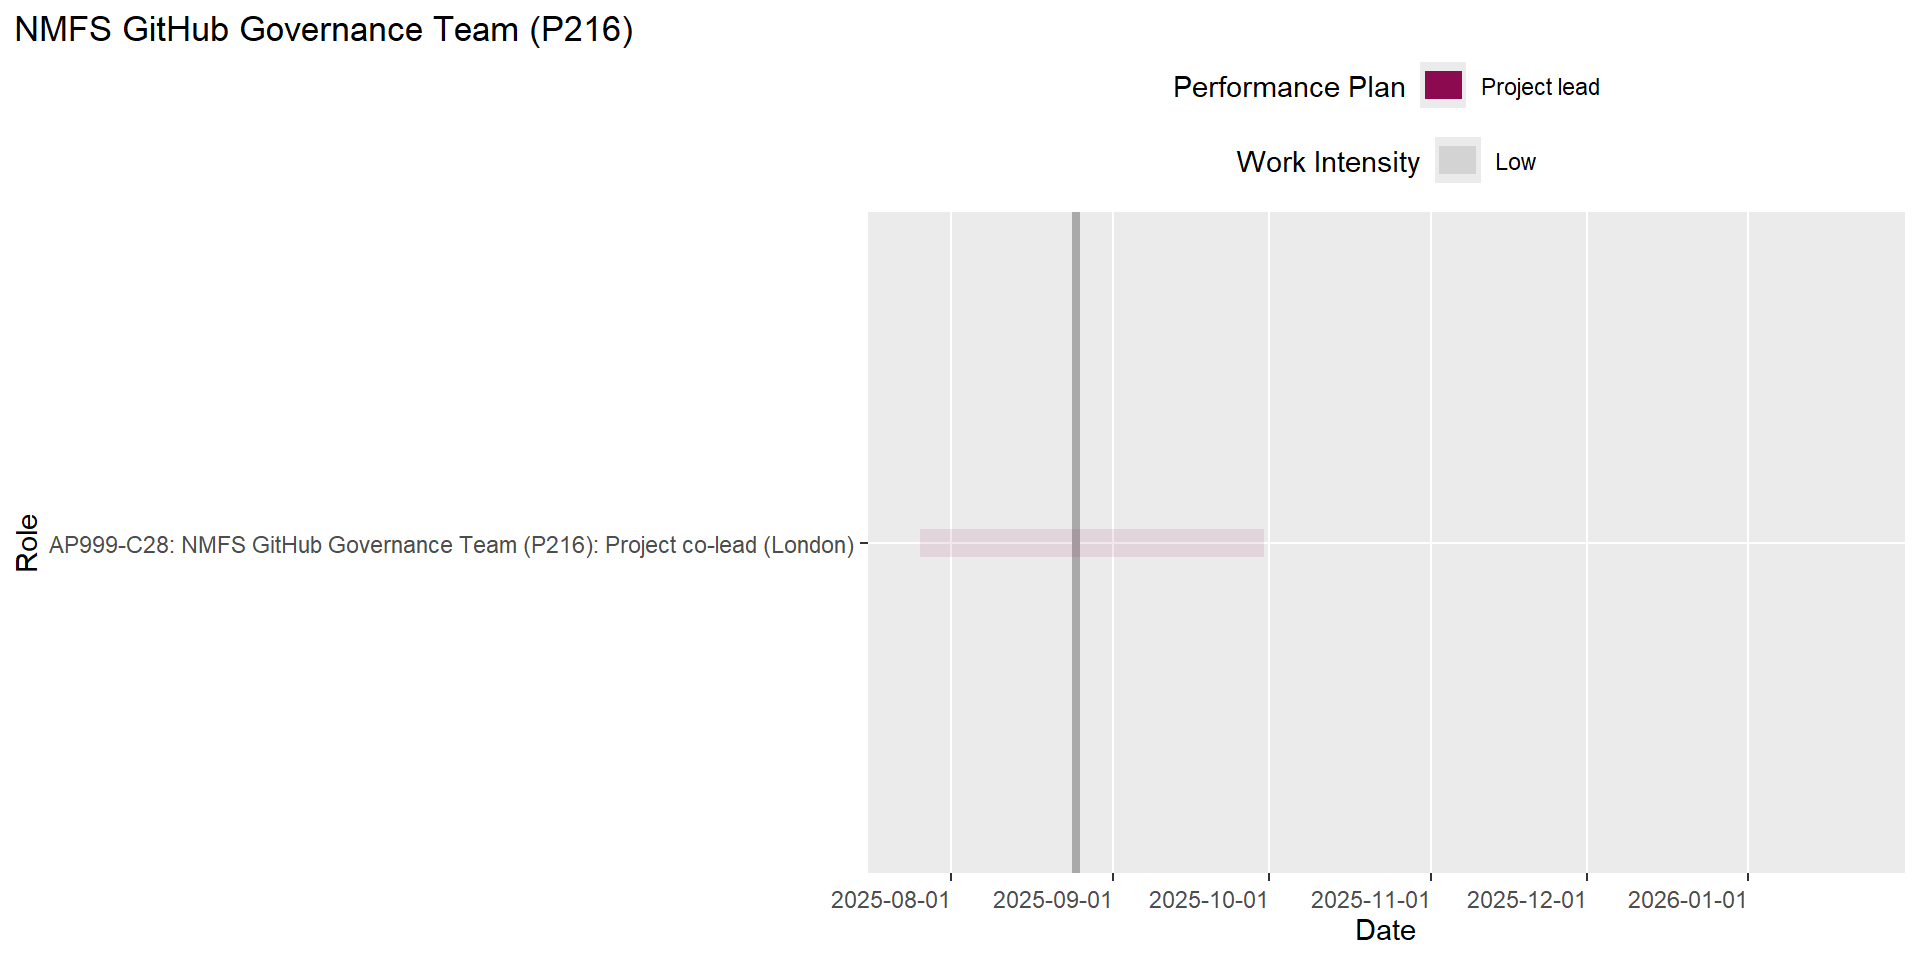 NMFS GitHub Governance Team (P216)
Performance Plan Project lead
Work Intensity Low
Role
AP999-C28: NMFS GitHub Governance Team (P216): Project co-lead (London)
2025-08-01 2025-09-01 2025-10-01 2025-11-01 2025-12-01 2026-01-01
Date